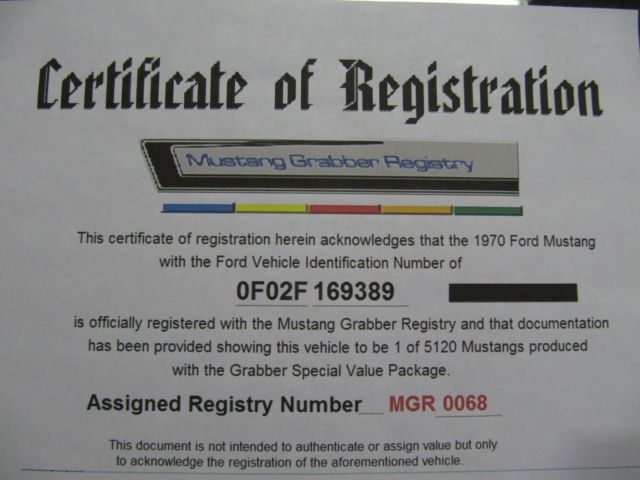 Certificate of Registration
Mustang Grabber Registry
This certificate of registration herein acknowledges that the 1970 Ford Mustang
with the Ford Vehicle Identification Number of
0F02F 169389
is officially registered with the Mustang Grabber Registry and that documentation
has been provided showing this vehicle to be 1 of 5120 Mustangs produced
with the Grabber Special Value Package.
Assigned Registry Number MGR 0068
This document is not intended to authenticate or assign value but only
to acknowledge the registration of the aforementioned vehicle.